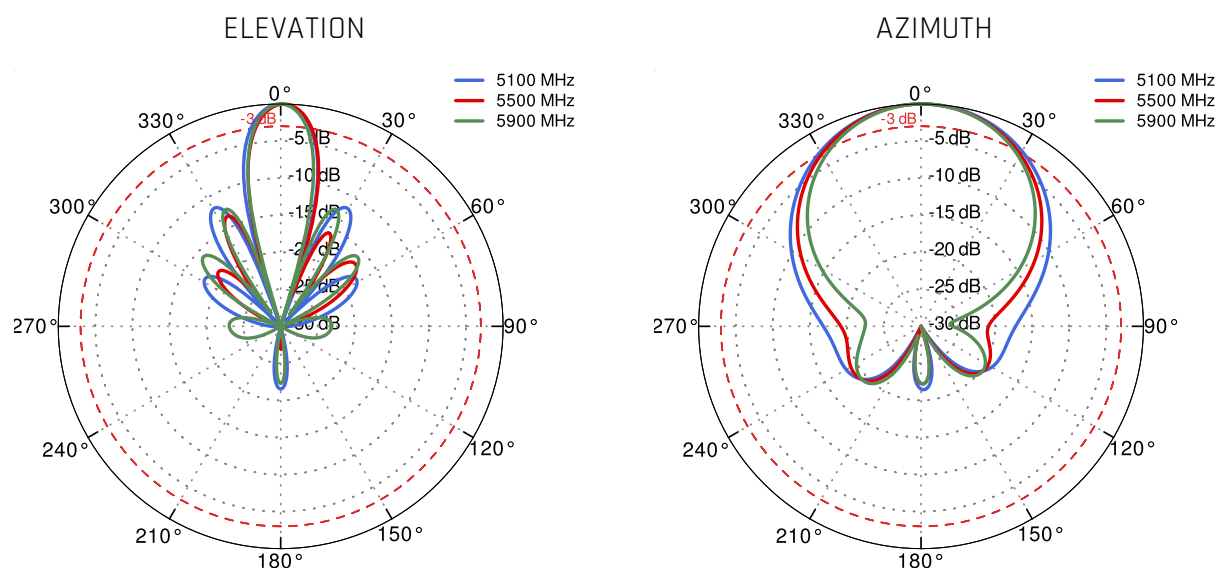 ELEVATION
5100 MHz
5500 MHz
5900 MHz
0°
-3 dB
330°
30°
-5 dB
-10 dB
300°
-15 dB
60°
-20 dB
-25 dB
270°
-30 dB
90°
240°
120°
210°
150°
180°
AZIMUTH
5100 MHz
5500 MHz
5900 MHz
0°
-3 dB
330°
30°
-5 dB
-10 dB
300°
-15 dB
60°
-20 dB
-25 dB
270°
-30 dB
90°
240°
120°
210°
150°
180°